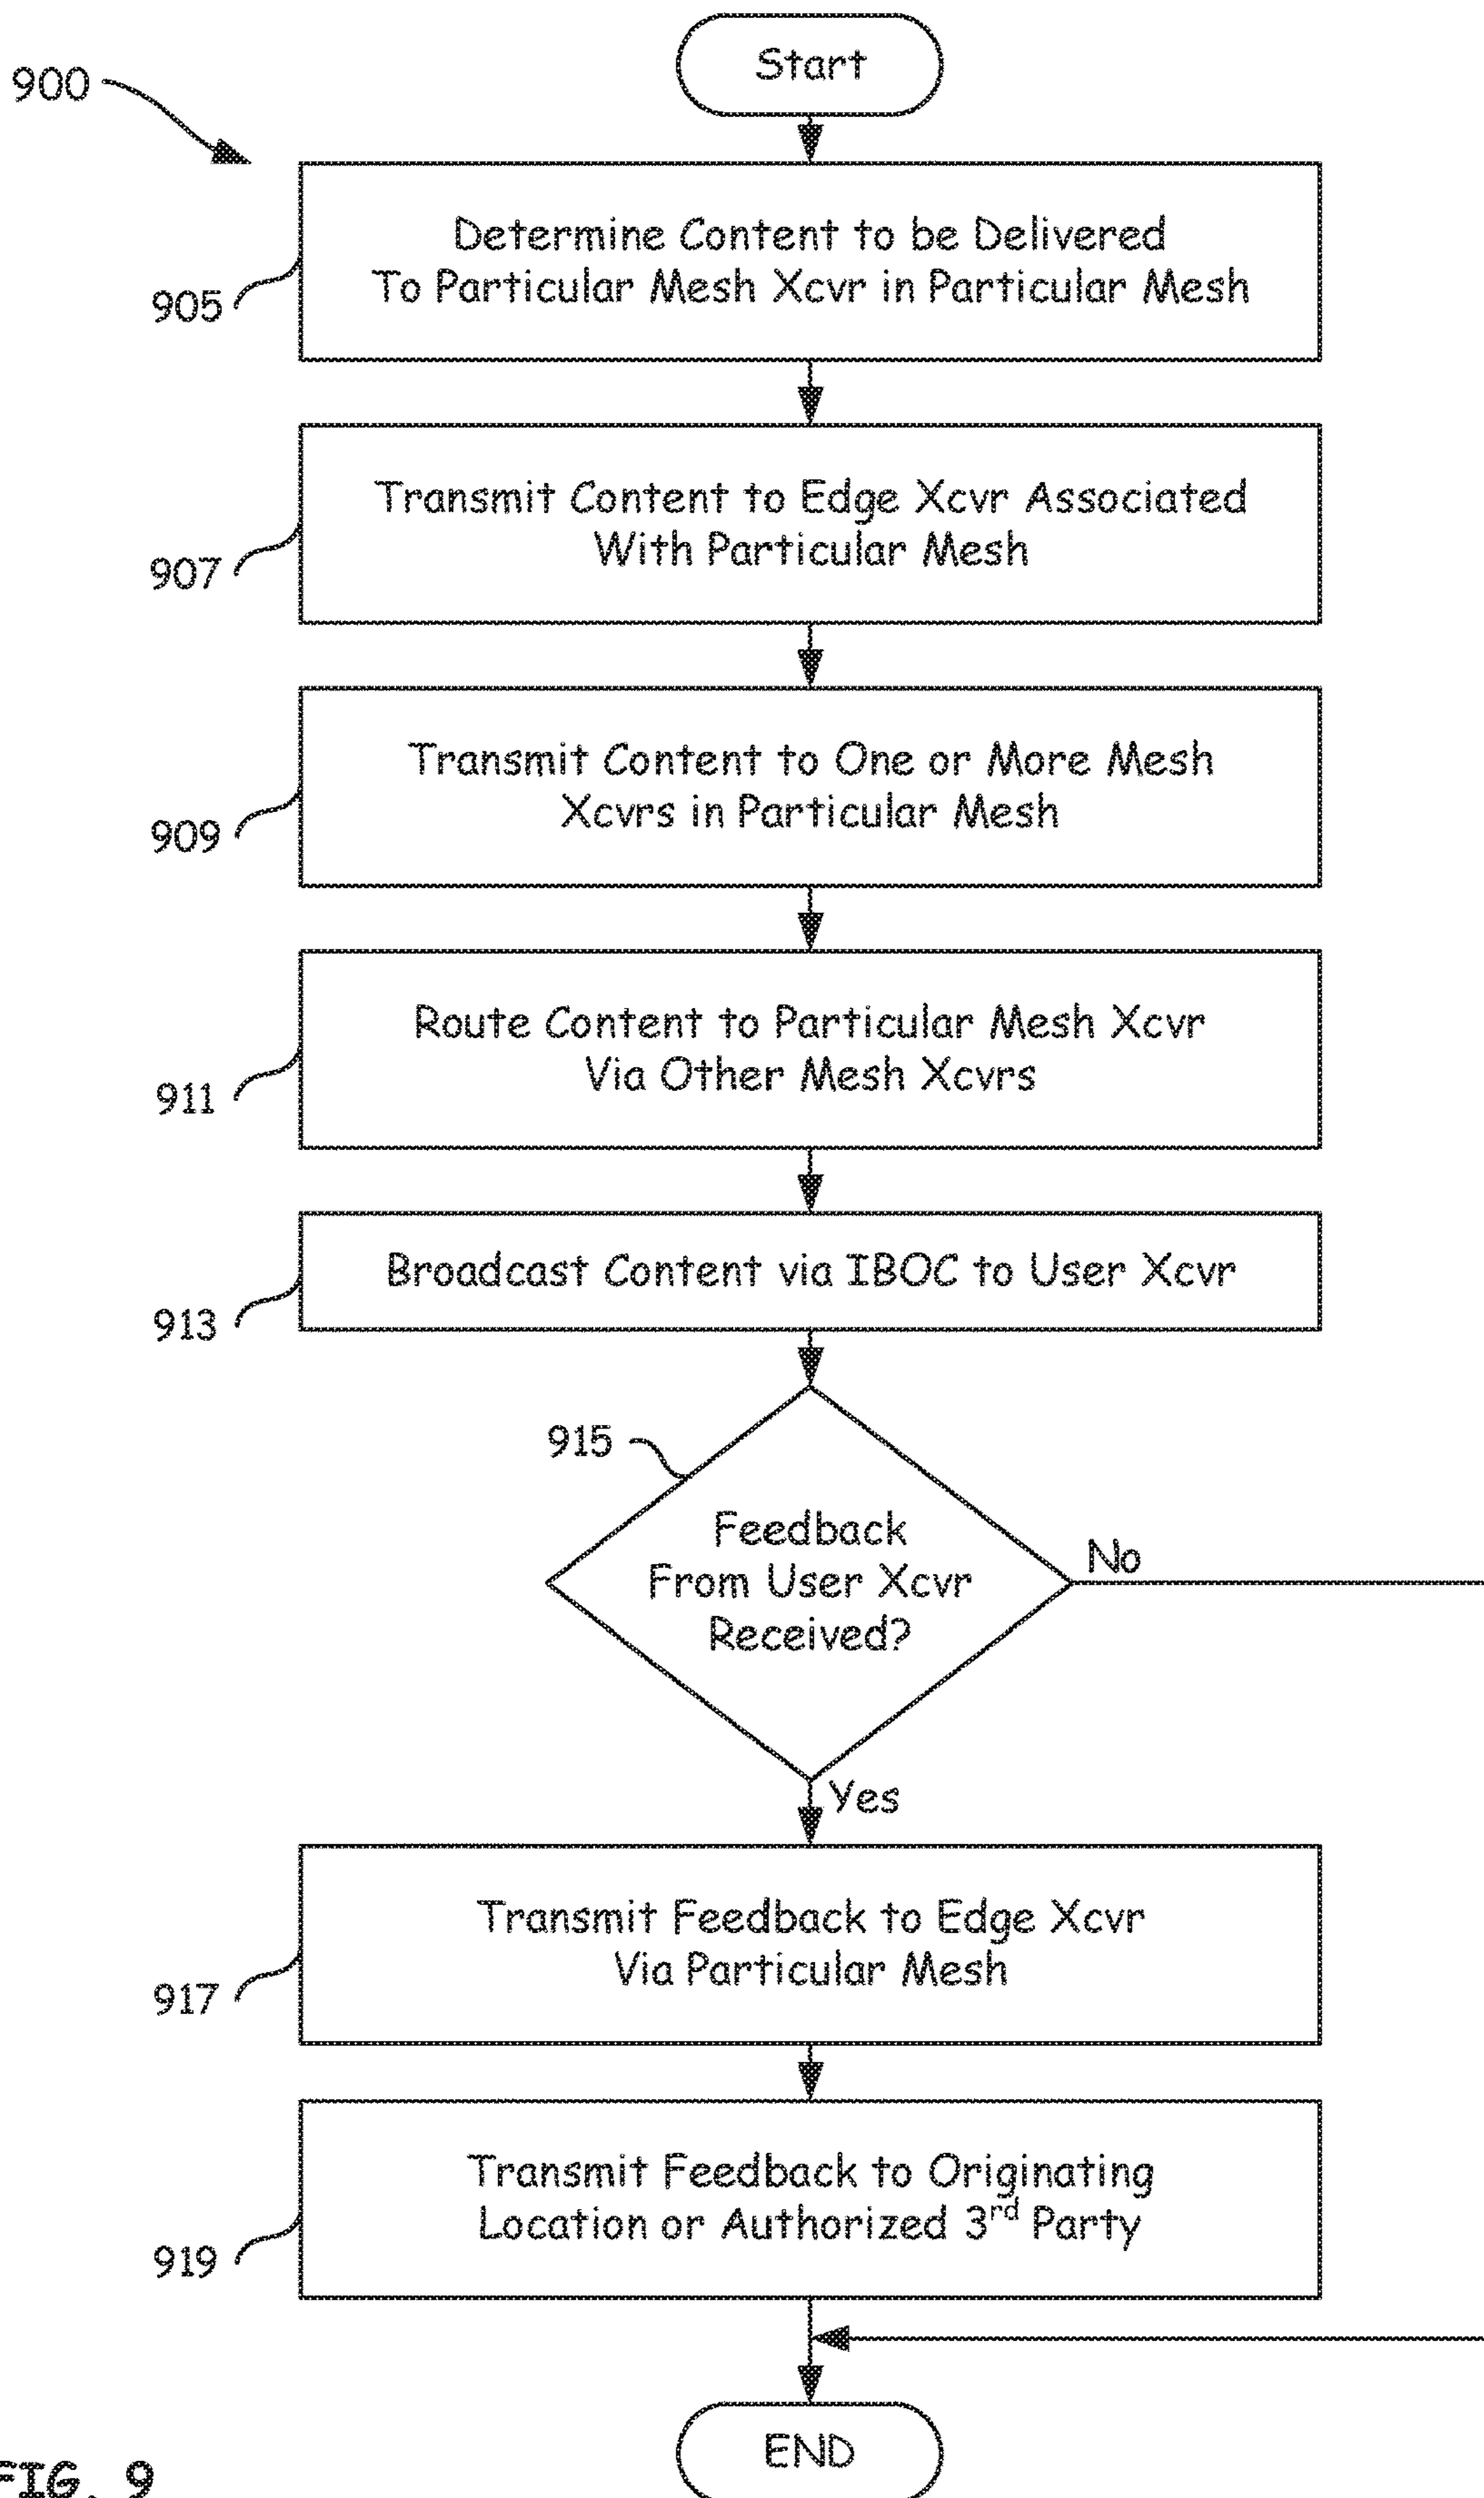 Start
900
Determine Content to be Delivered
To Particular Mesh Xcvr in Particular Mesh
905
Transmit Content to Edge Xcvr Associated
With Particular Mesh
907
Transmit Content to One or More Mesh
Xcvrs in Particular Mesh
909
Route Content to Particular Mesh Xcvr
Via Other Mesh Xcvrs
911
Broadcast Content via IBOC to User Xcvr
913
915
Feedback
From User Xcvr
Received?
No
Yes
Transmit Feedback to Edge Xcvr
Via Particular Mesh
917
Transmit Feedback to Originating
Location or Authorized 3rd Party
919
END
FIG. 9